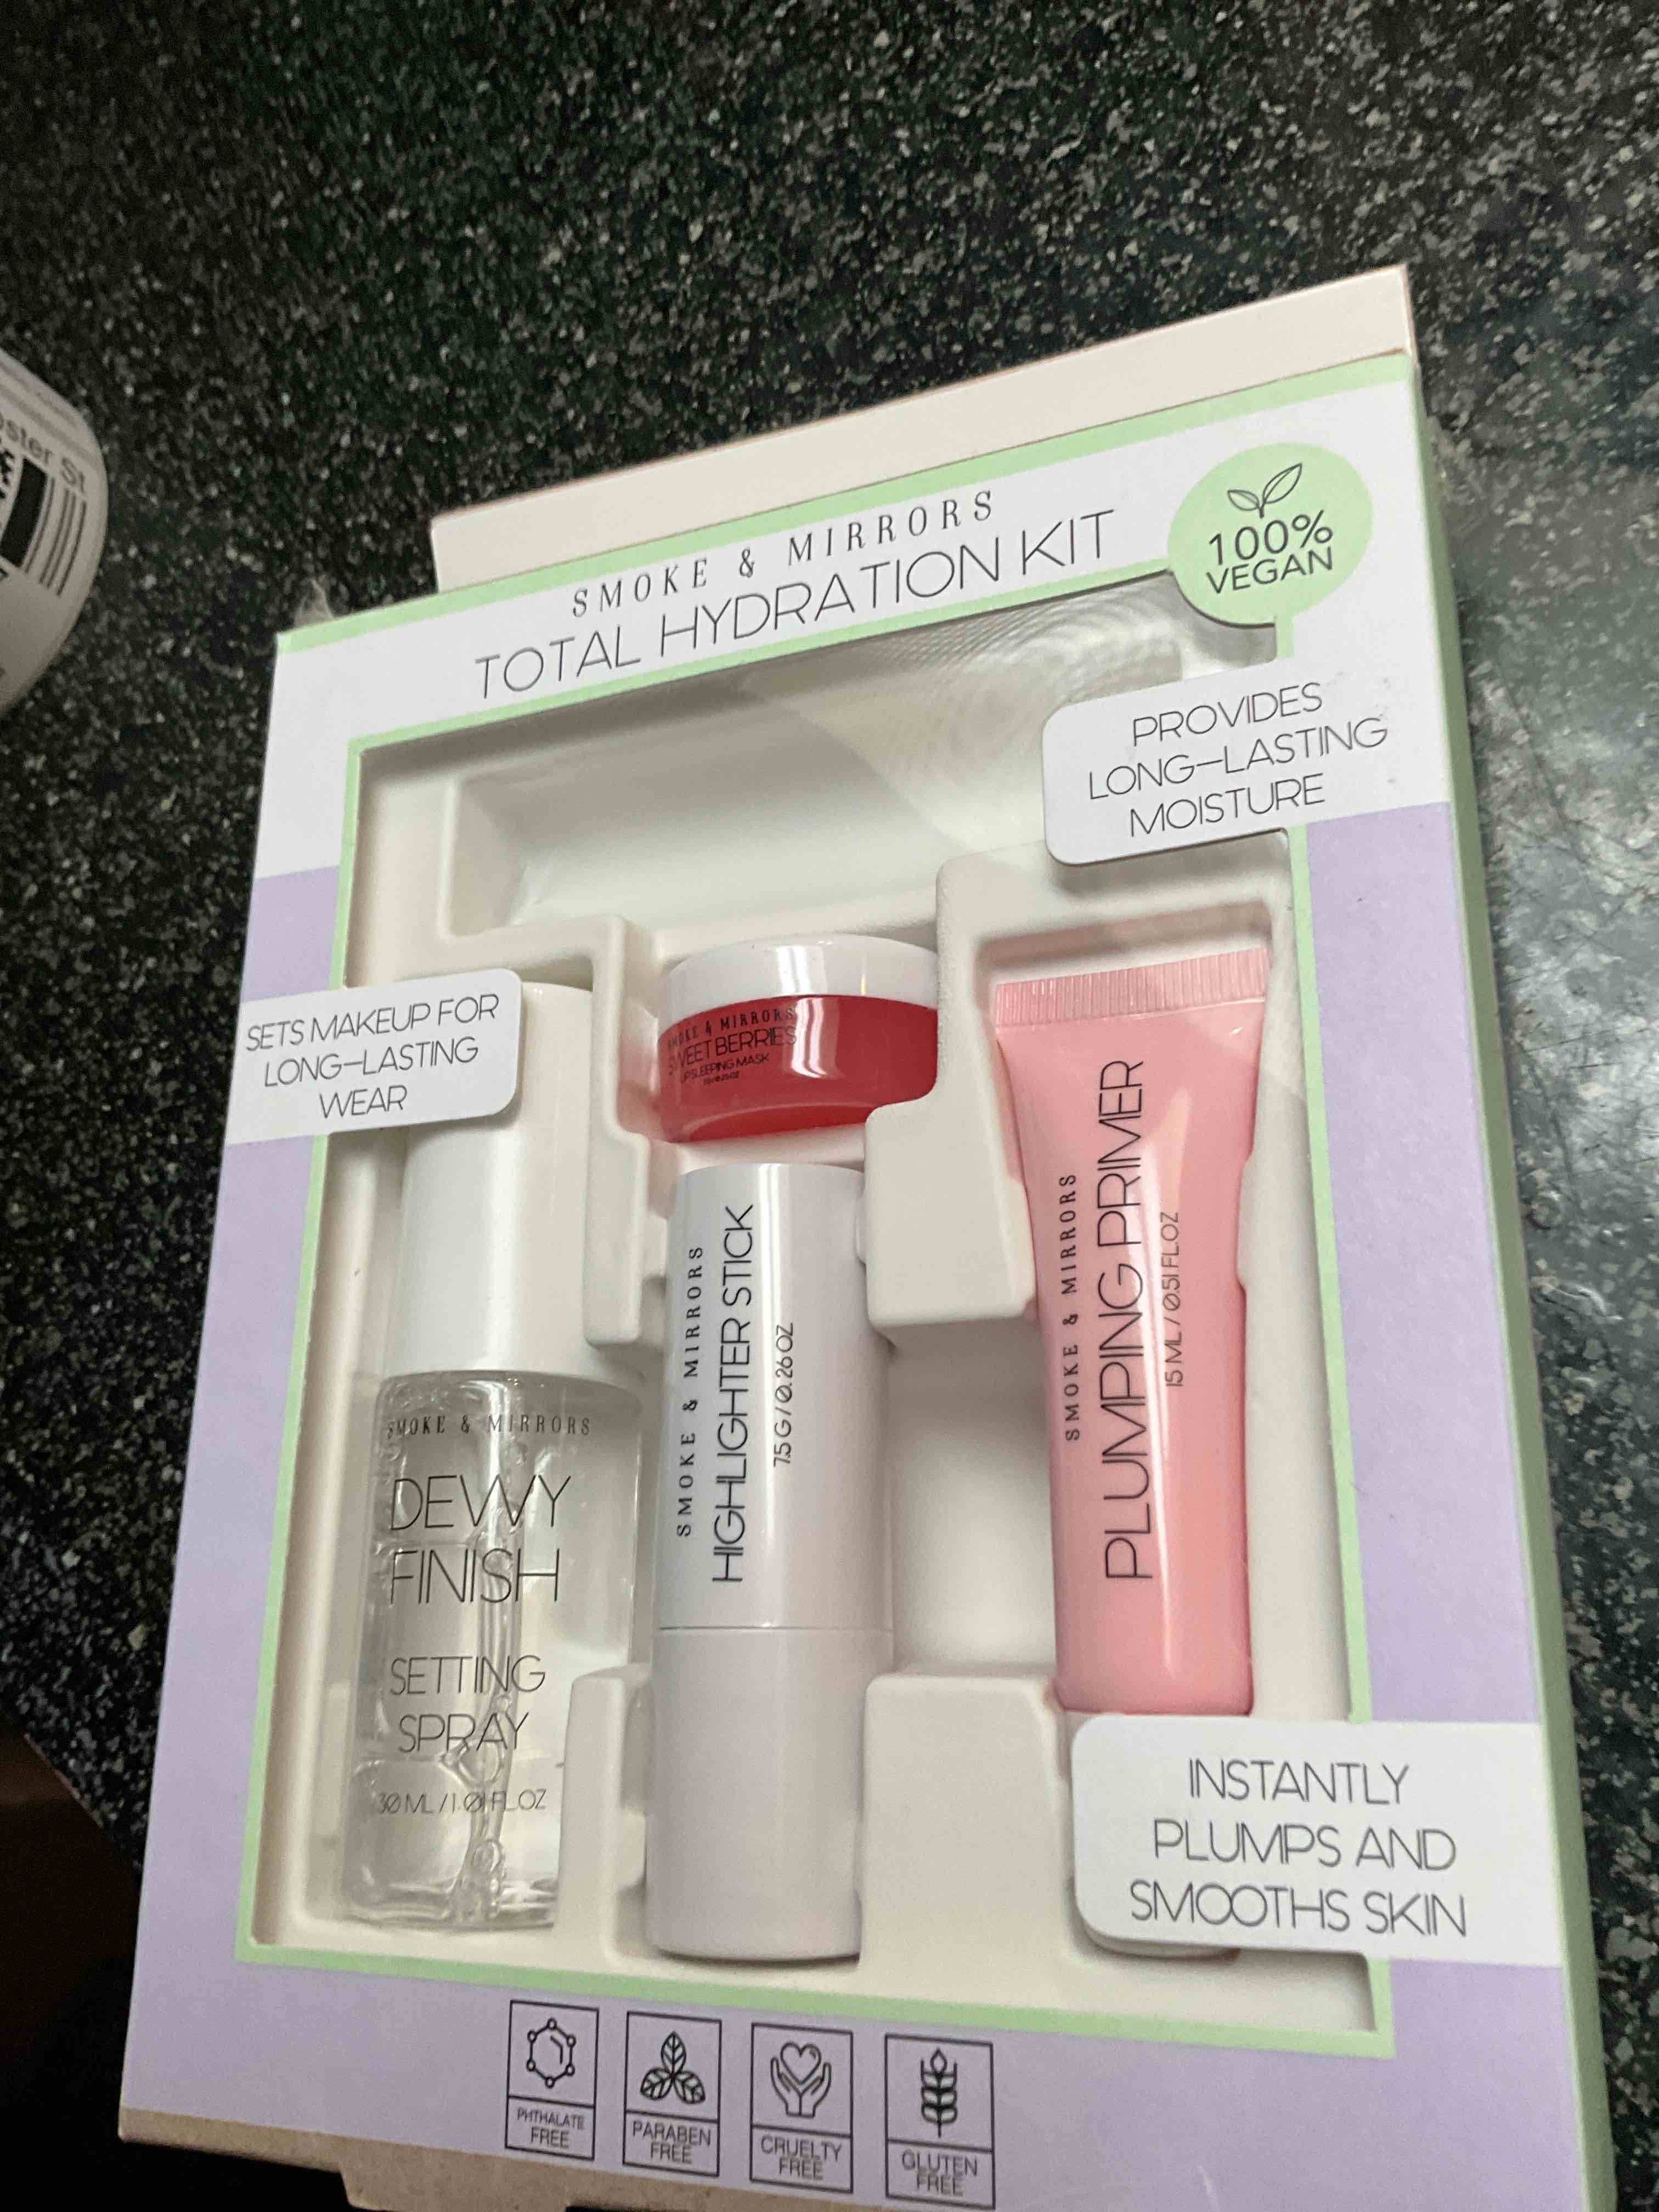 SMOKE & MIRRORS
TOTAL HYDRATION KIT
100%
VEGAN
PROVIDES
LONG-LASTING
MOISTURE
SETS MAKEUP FOR
LONG-LASTING
WEAR
SMOKE & MIRRORS
SWEET BERRIES
LIP SLEEPING MASK
SMOKE & MIRRORS
DEWY
FINISH
SETTING
SPRAY
30 ML / 1.01 FL.OZ
SMOKE & MIRRORS
HIGHLIGHTER STICK
7.5 G / 0.26 OZ
SMOKE & MIRRORS
PLUMPING PRIMER
15 ML / 0.51 FL.OZ
INSTANTLY
PLUMPS AND
SMOOTHS SKIN
PHTHALATE
FREE
PARABEN
FREE
CRUELTY
FREE
GLUTEN
FREE
St